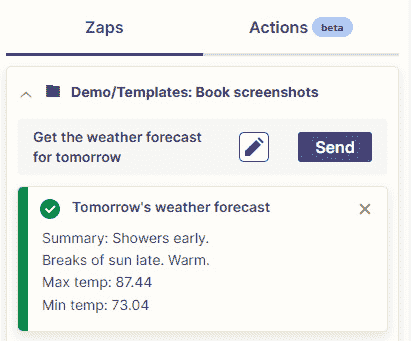 Zaps
Actions beta
Demo/Templates: Book screenshots
Get the weather forecast
for tomorrow
Send
Tomorrow's weather forecast
Summary: Showers early.
Breaks of sun late. Warm.
Max temp: 87.44
Min temp: 73.04